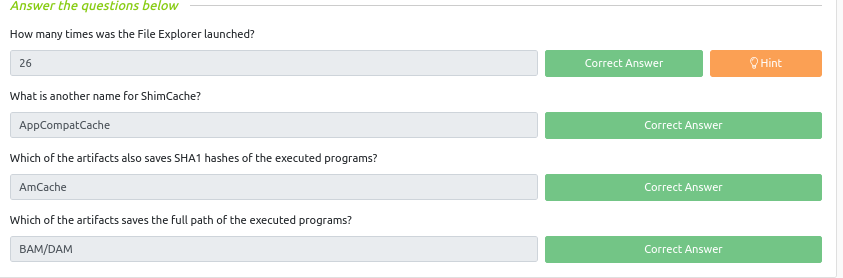 Answer the questions below
How many times was the File Explorer launched?
26 Correct Answer Hint
What is another name for ShimCache?
AppCompatCache Correct Answer
Which of the artifacts also saves SHA1 hashes of the executed programs?
AmCache Correct Answer
Which of the artifacts saves the full path of the executed programs?
BAM/DAM Correct Answer